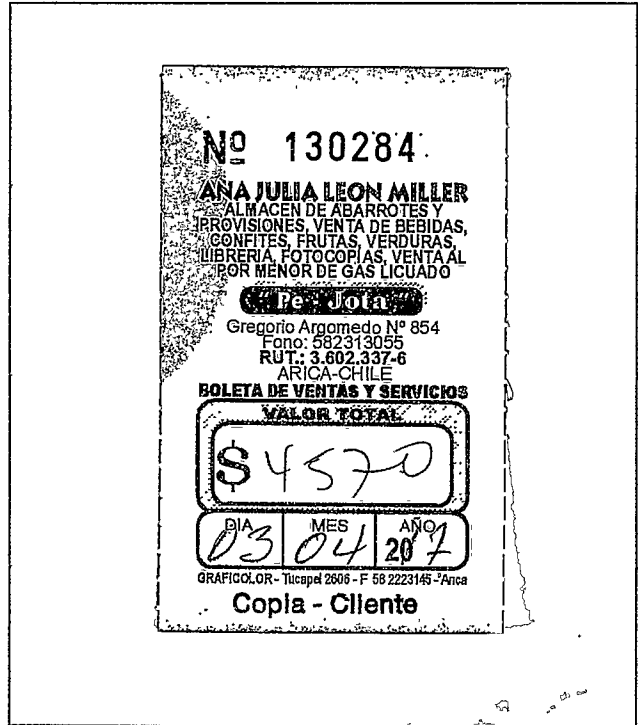 Nº 130284
ANA JULIA LEON MILLER
ALMACEN DE ABARROTES Y
PROVISIONES, VENTA DE BEBIDAS,
CONFITES, FRUTAS, VERDURAS,
LIBRERIA, FOTOCOPIAS, VENTA AL
POR MENOR DE GAS LICUADO
"Pe - Jota"
Gregorio Argomedo Nº 854
Fono: 582313055
RUT.: 3.602.337-6
ARICA-CHILE
BOLETA DE VENTAS Y SERVICIOS
VALOR TOTAL
$ 4570
DIA MES AÑO
03 04 2017
GRAFICOLOR - Tucapel 2606 - F 58 2223145 - Arica
Copia - Cliente